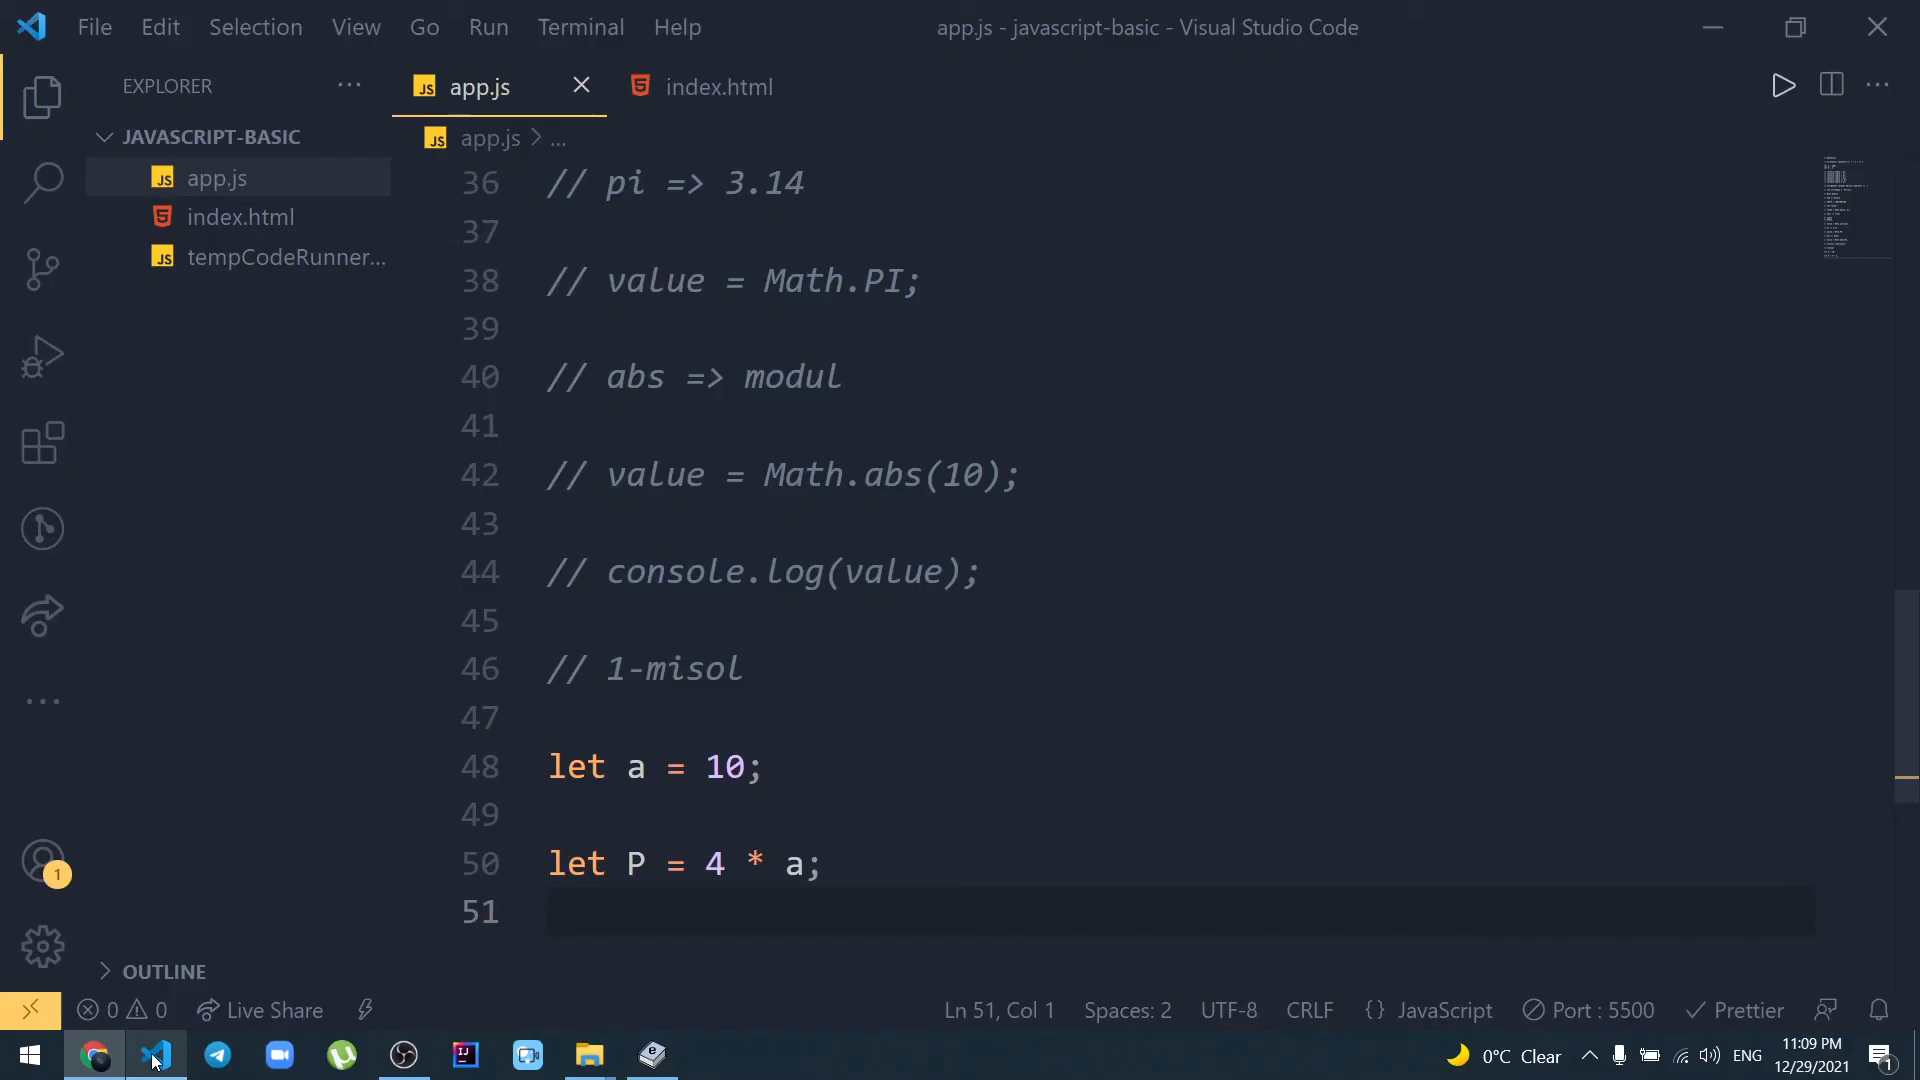 File Edit Selection View Go Run Terminal Help
app.js - javascript-basic - Visual Studio Code
EXPLORER
JS app.js
index.html
JAVASCRIPT-BASIC
JS app.js
index.html
JS tempCodeRunner...
JS app.js > ...
36 // pi => 3.14
37
38 // value = Math.PI;
39
40 // abs => modul
41
42 // value = Math.abs(10);
43
44 // console.log(value);
45
46 // 1-misol
47
48 let a = 10;
49
50 let P = 4 * a;
51
1
OUTLINE
0 0 Live Share
Ln 51, Col 1 Spaces: 2 UTF-8 CRLF {} JavaScript Port : 5500 Prettier
0°C Clear ENG
11:09 PM
12/29/2021
1